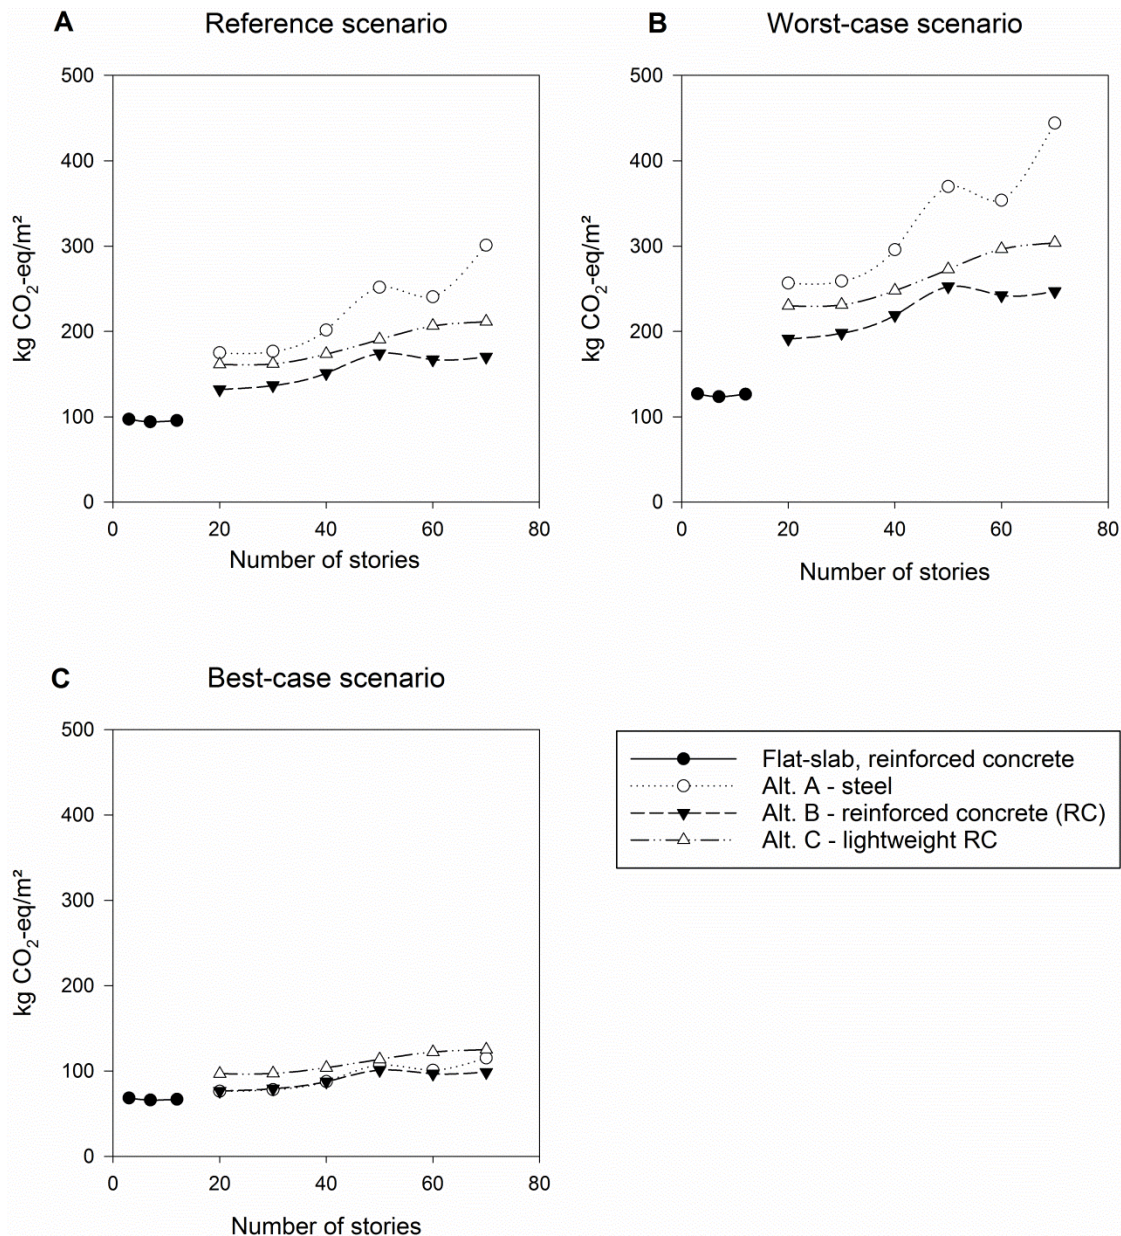 A Reference scenario
500
400
300
200
100
0
kg CO₂-eq/m²
0 20 40 60 80
Number of stories
B Worst-case scenario
500
400
300
200
100
0
kg CO₂-eq/m²
0 20 40 60 80
Number of stories
C Best-case scenario
500
400
300
200
100
0
kg CO₂-eq/m²
0 20 40 60 80
Number of stories
Flat-slab, reinforced concrete
Alt. A - steel
Alt. B - reinforced concrete (RC)
Alt. C - lightweight RC